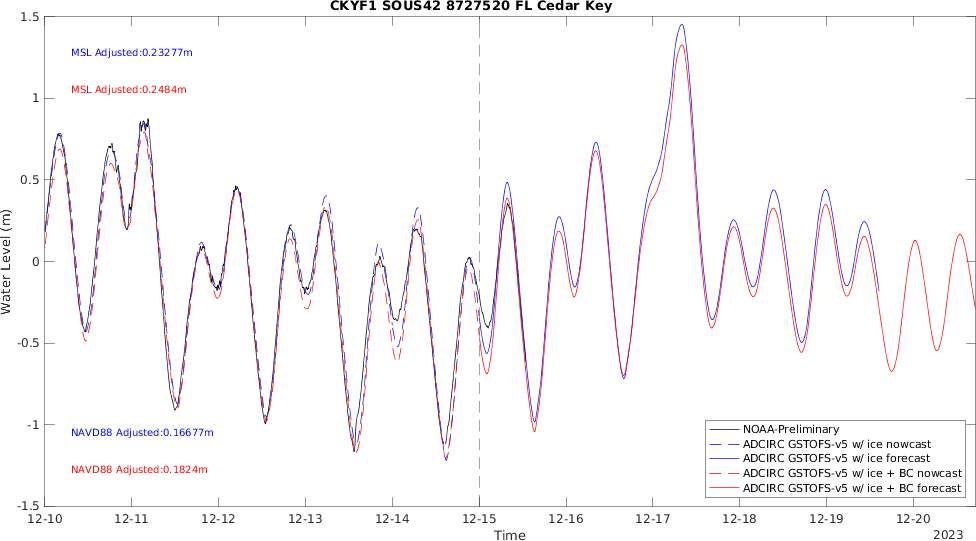 CKYF1 SOUS42 8727520 FL Cedar Key
1.5
1
0.5
0
-0.5
-1
-1.5
Water Level (m)
MSL Adjusted:0.23277m
MSL Adjusted:0.2484m
NAVD88 Adjusted:0.16677m
NAVD88 Adjusted:0.1824m
NOAA-Preliminary
ADCIRC GSTOFS-v5 w/ ice nowcast
ADCIRC GSTOFS-v5 w/ ice forecast
ADCIRC GSTOFS-v5 w/ ice + BC nowcast
ADCIRC GSTOFS-v5 w/ ice + BC forecast
12-10 12-11 12-12 12-13 12-14 12-15 12-16 12-17 12-18 12-19 12-20
Time
2023